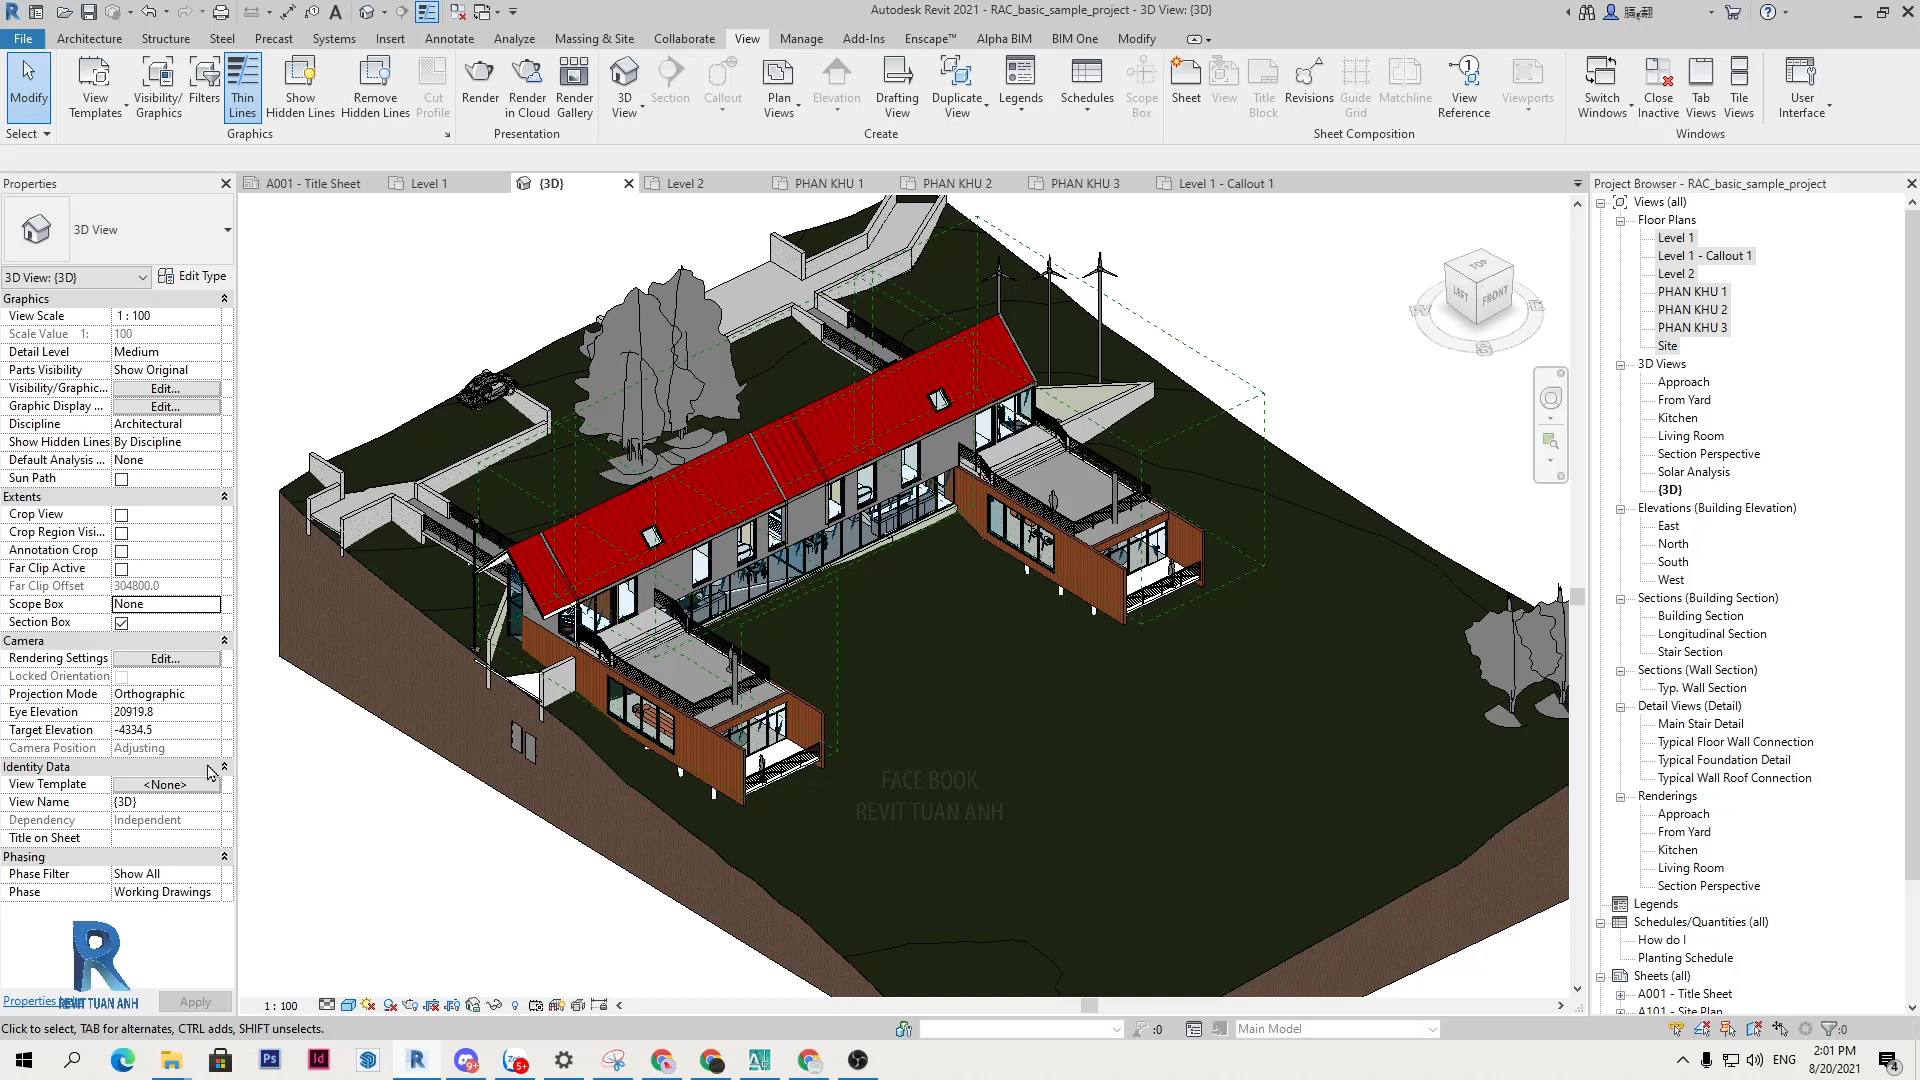 Autodesk Revit 2021 - RAC_basic_sample_project - 3D View: {3D}
File Architecture Structure Steel Precast Systems Insert Annotate Analyze Massing & Site Collaborate View Manage Add-Ins Enscape™ Alpha BIM BIM One Modify
Modify
View Templates
Visibility/ Graphics
Filters
Thin Lines
Show Hidden Lines
Remove Hidden Lines
Cut Profile
Render
Render in Cloud
Render Gallery
3D View
Section
Callout
Plan Views
Elevation
Drafting View
Duplicate View
Legends
Schedules
Scope Box
Sheet
View
Title Block
Revisions
Guide Grid
Matchline
View Reference
Viewports
Switch Windows
Close Inactive
Tab Views
Tile Views
User Interface
Select Graphics Presentation Create Sheet Composition Windows
Properties
A001 - Title Sheet Level 1 {3D} Level 2 PHAN KHU 1 PHAN KHU 2 PHAN KHU 3 Level 1 - Callout 1
3D View
3D View: {3D} Edit Type
Graphics
View Scale 1 : 100
Scale Value 1: 100
Detail Level Medium
Parts Visibility Show Original
Visibility/Graphic... Edit...
Graphic Display ... Edit...
Discipline Architectural
Show Hidden Lines By Discipline
Default Analysis ... None
Sun Path
Extents
Crop View
Crop Region Visi...
Annotation Crop
Far Clip Active
Far Clip Offset 304800.0
Scope Box None
Section Box
Camera
Rendering Settings Edit...
Locked Orientation
Projection Mode Orthographic
Eye Elevation 20919.8
Target Elevation -4334.5
Camera Position Adjusting
Identity Data
View Template <None>
View Name {3D}
Dependency Independent
Title on Sheet
Phasing
Phase Filter Show All
Phase Working Drawings
R
REVIT TUAN ANH
Properties
Apply
TOP
LEFT
FRONT
W
E
S
FACE BOOK
REVIT TUAN ANH
1 : 100
Project Browser - RAC_basic_sample_project
Views (all)
Floor Plans
Level 1
Level 1 - Callout 1
Level 2
PHAN KHU 1
PHAN KHU 2
PHAN KHU 3
Site
3D Views
Approach
From Yard
Kitchen
Living Room
Section Perspective
Solar Analysis
{3D}
Elevations (Building Elevation)
East
North
South
West
Sections (Building Section)
Building Section
Longitudinal Section
Stair Section
Sections (Wall Section)
Typ. Wall Section
Detail Views (Detail)
Main Stair Detail
Typical Floor Wall Connection
Typical Foundation Detail
Typical Wall Roof Connection
Renderings
Approach
From Yard
Kitchen
Living Room
Section Perspective
Legends
Schedules/Quantities (all)
How do I
Planting Schedule
Sheets (all)
A001 - Title Sheet
A101 - Site Plan
Click to select, TAB for alternates, CTRL adds, SHIFT unselects.
:0
Main Model
:0
Ps
Id
R
9+
5+
ENG
2:01 PM
8/20/2021
4